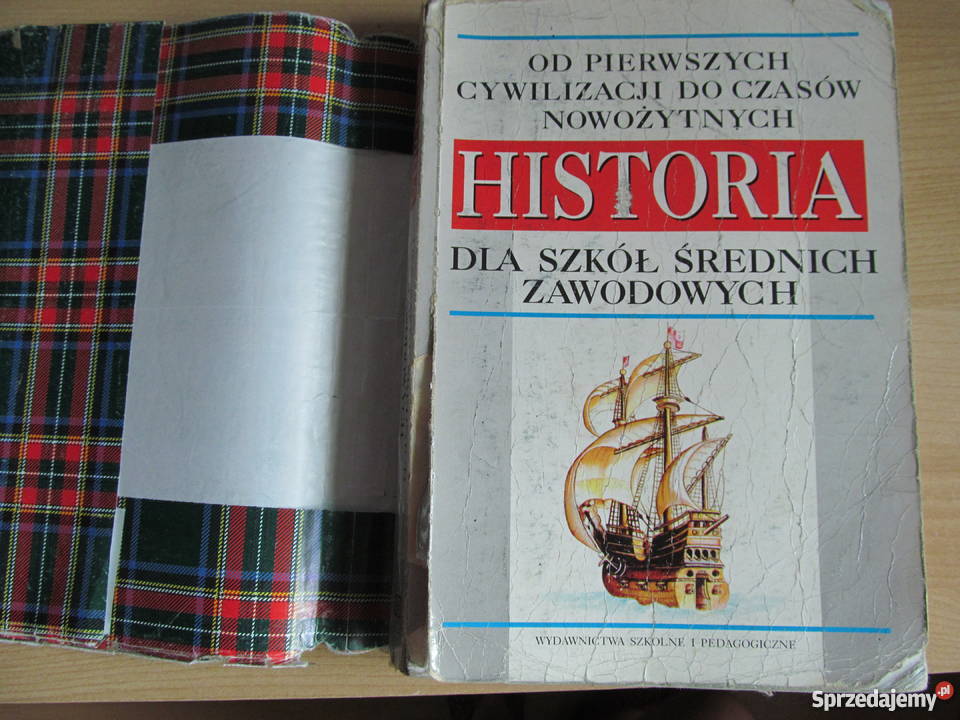 OD PIERWSZYCH
CYWILIZACJI DO CZASÓW
NOWOŻYTNYCH
HISTORIA
DLA SZKÓŁ ŚREDNICH
ZAWODOWYCH
WYDAWNICTWA SZKOLNE I PEDAGOGICZNE
Sprzedajemy.pl